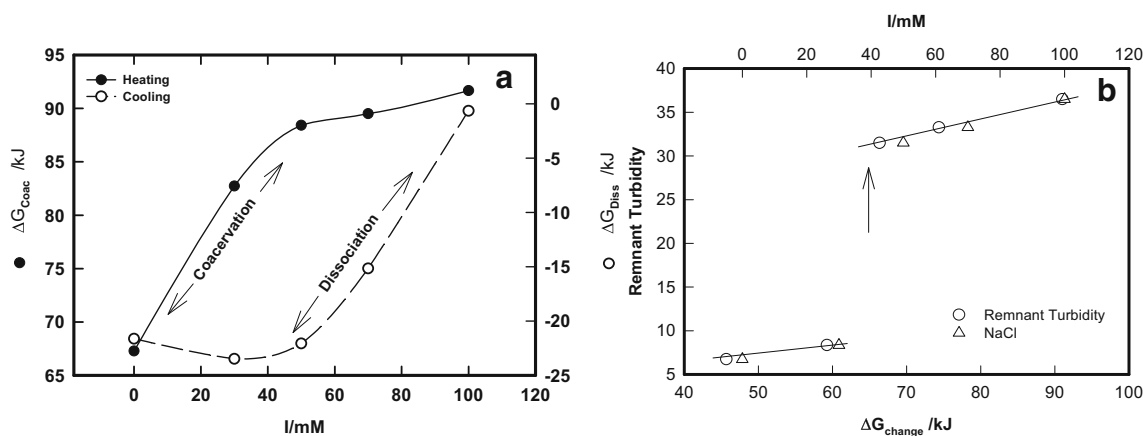 a
Heating
Cooling
Coacervation
Dissociation
95
90
85
80
75
70
65
ΔG_Coac /kJ
0
-5
-10
-15
-20
-25
ΔG_Diss /kJ
0 20 40 60 80 100 120
I/mM
I/mM
-20 0 20 40 60 80 100 120
b
40
35
30
25
20
15
10
5
Remnant Turbidity
Remnant Turbidity
NaCl
40 50 60 70 80 90 100
ΔG_change /kJ